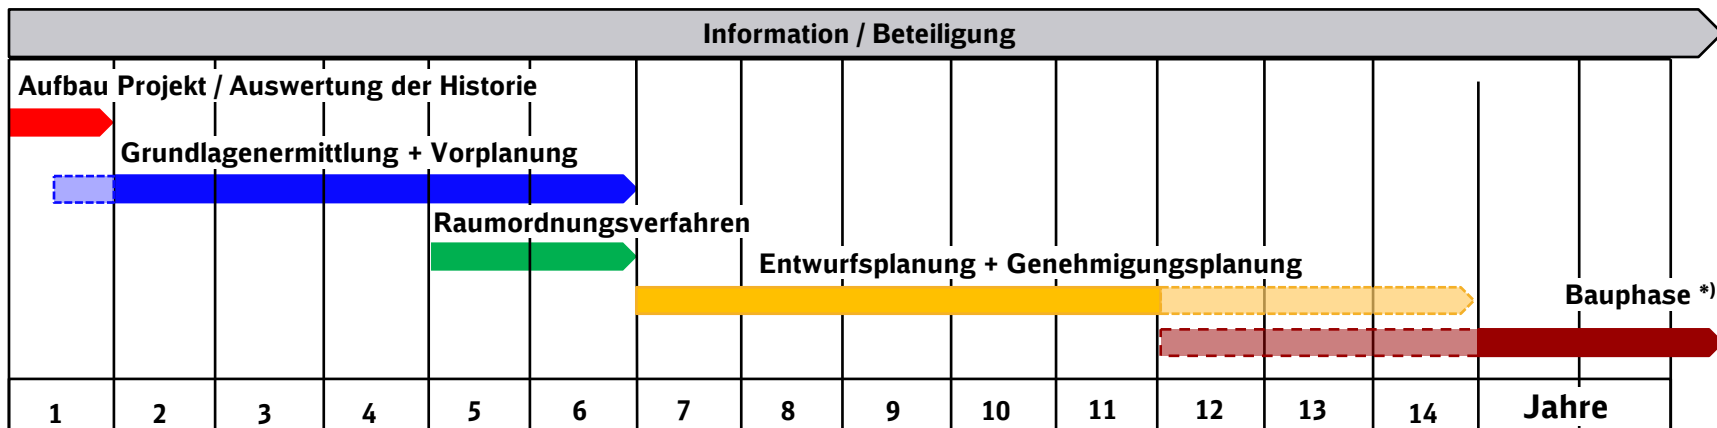 Information / Beteiligung
Aufbau Projekt / Auswertung der Historie
Grundlagenermittlung + Vorplanung
Raumordnungsverfahren
Entwurfsplanung + Genehmigungsplanung
Bauphase *)
1 2 3 4 5 6 7 8 9 10 11 12 13 14 Jahre